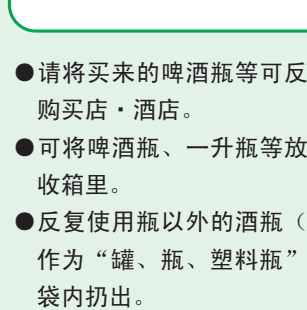 ●请将买来的啤酒瓶等可反
购买店・酒店。
●可将啤酒瓶、一升瓶等放
收箱里。
●反复使用瓶以外的酒瓶（
作为“罐、瓶、塑料瓶”
袋内扔出。